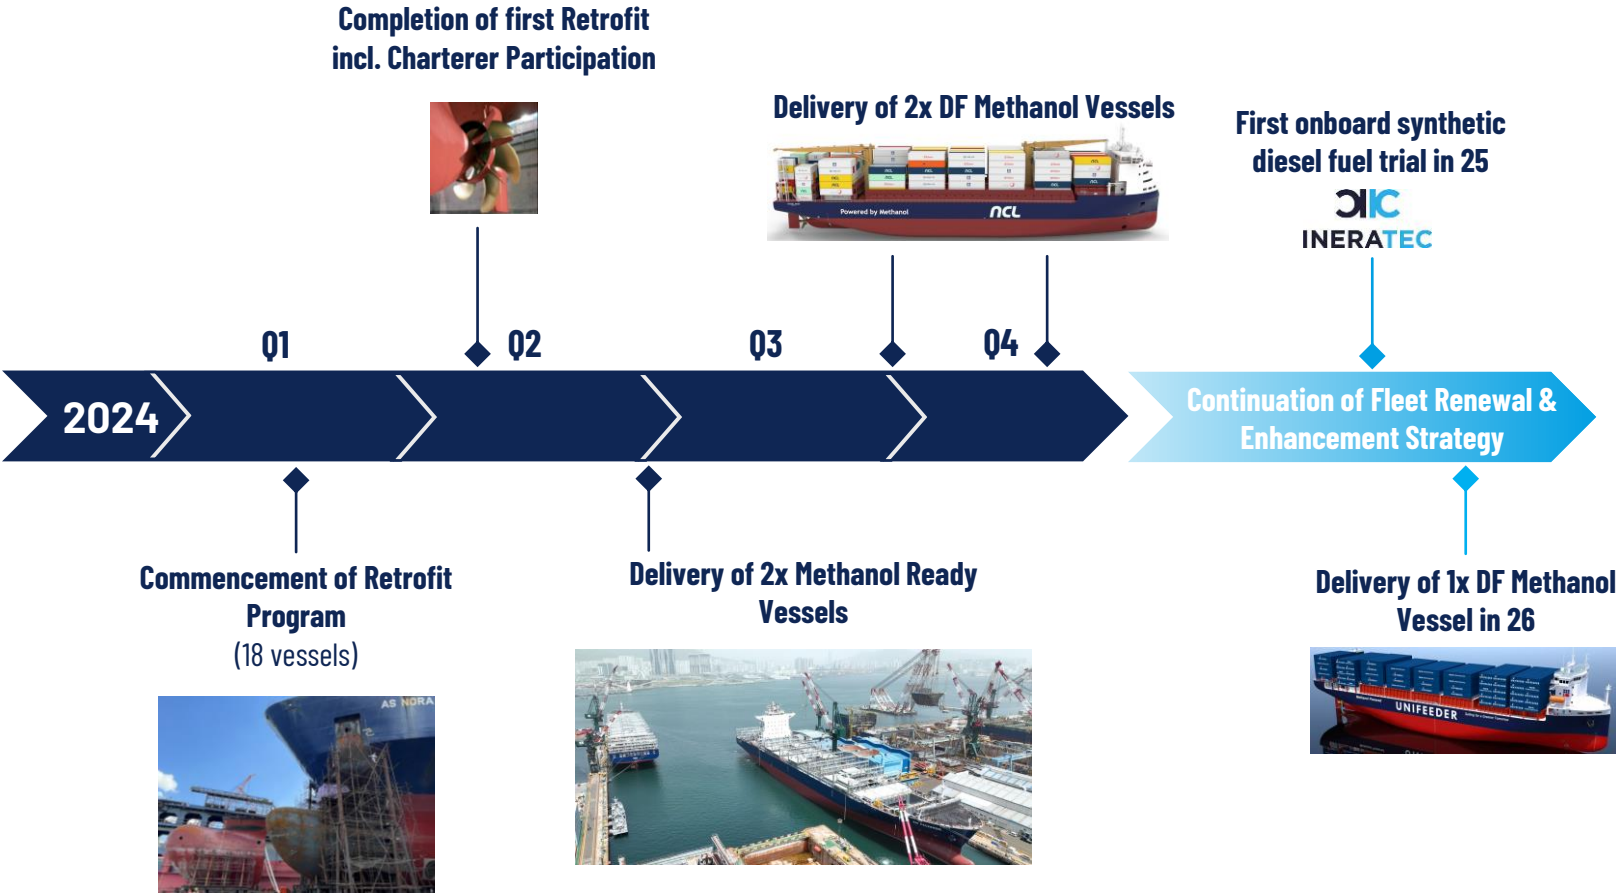 Completion of first Retrofit
incl. Charterer Participation
Delivery of 2x DF Methanol Vessels
Powered by Methanol
NCL
First onboard synthetic
diesel fuel trial in 25
INERATEC
Q1
Q2
Q3
Q4
2024
Continuation of Fleet Renewal &
Enhancement Strategy
Commencement of Retrofit
Program
(18 vessels)
AS NORA
Delivery of 2x Methanol Ready
Vessels
Delivery of 1x DF Methanol
Vessel in 26
UNIFEEDER